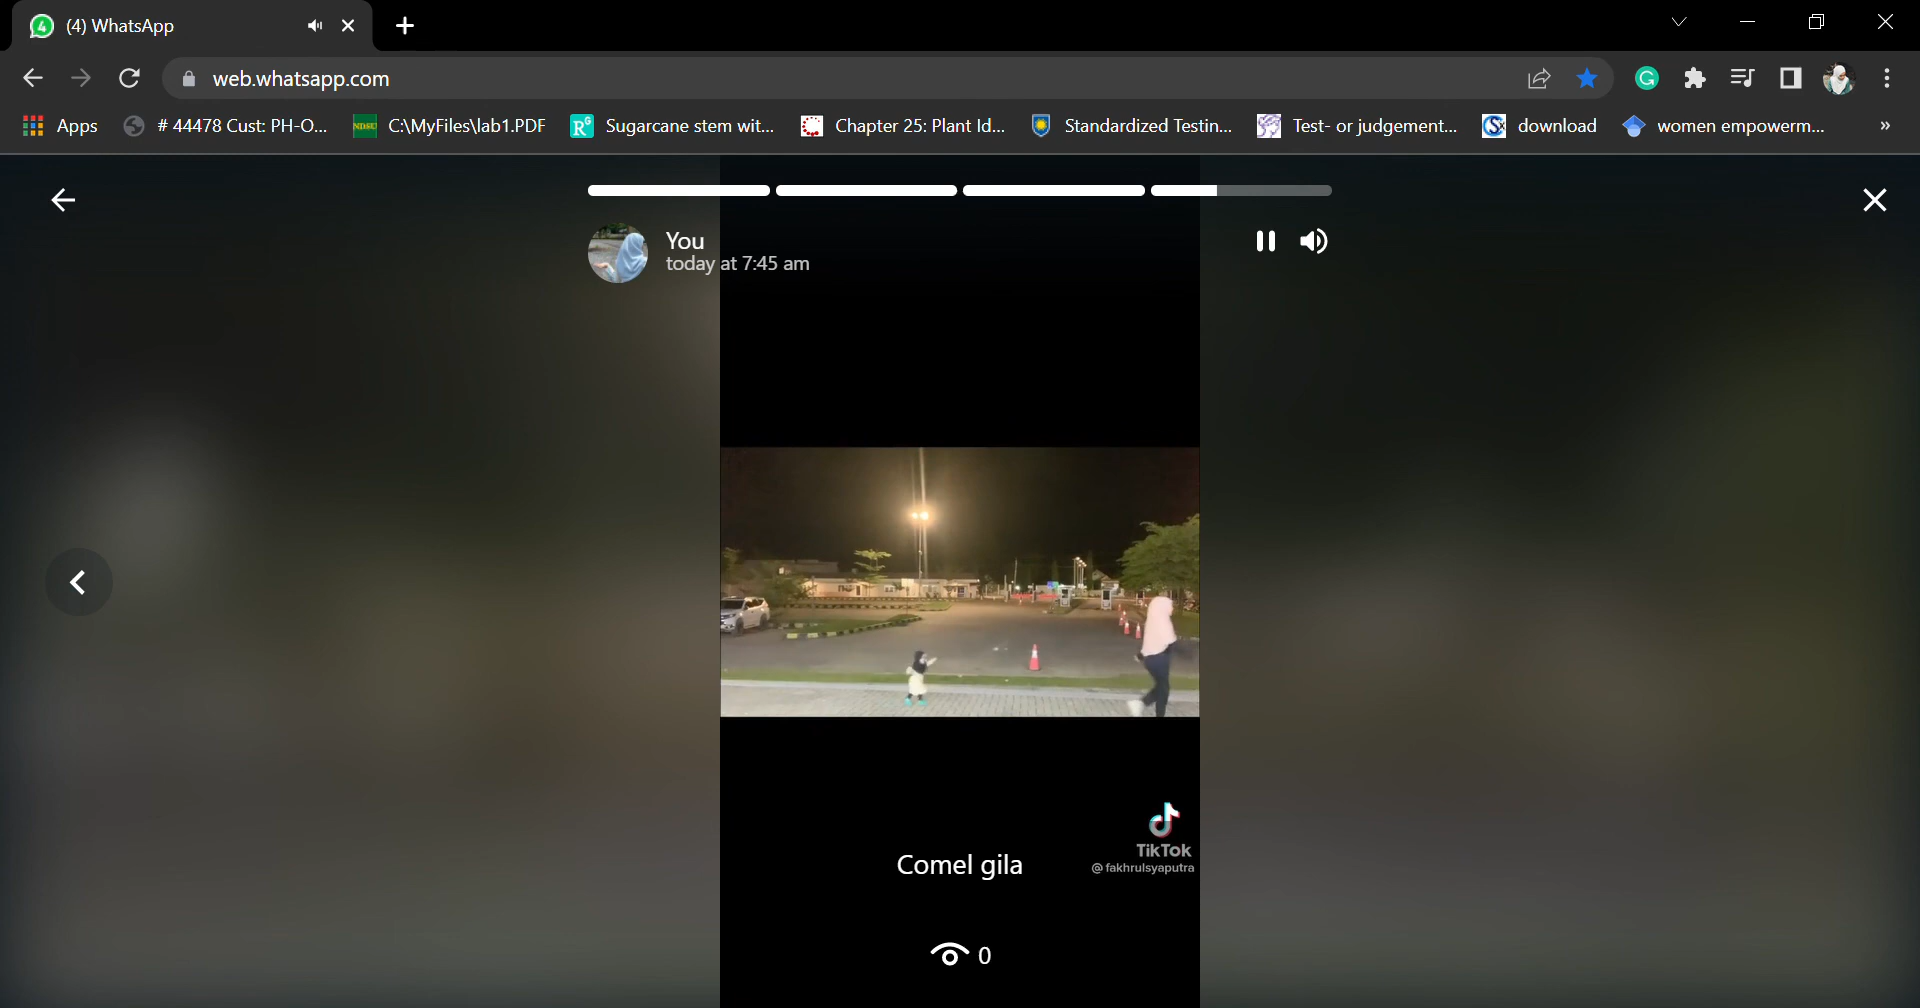 (4) WhatsApp
web.whatsapp.com
Apps
# 44478 Cust: PH-O...
C:\MyFiles\lab1.PDF
Sugarcane stem wit...
Chapter 25: Plant Id...
Standardized Testin...
Test- or judgement...
download
women empowerm...
»
You
today at 7:45 am
TikTok
@fakhrulsyaputra
Comel gila
0